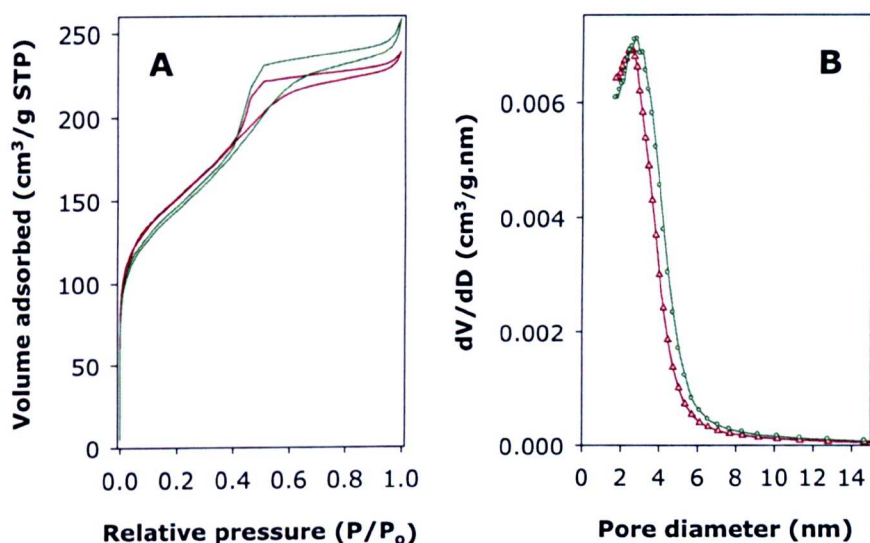 A
B
Volume adsorbed (cm³/g STP)
250
200
150
100
50
0
0.0 0.2 0.4 0.6 0.8 1.0
Relative pressure (P/Pₒ)
dV/dD (cm³/g.nm)
0.006
0.004
0.002
0.000
0 2 4 6 8 10 12 14
Pore diameter (nm)